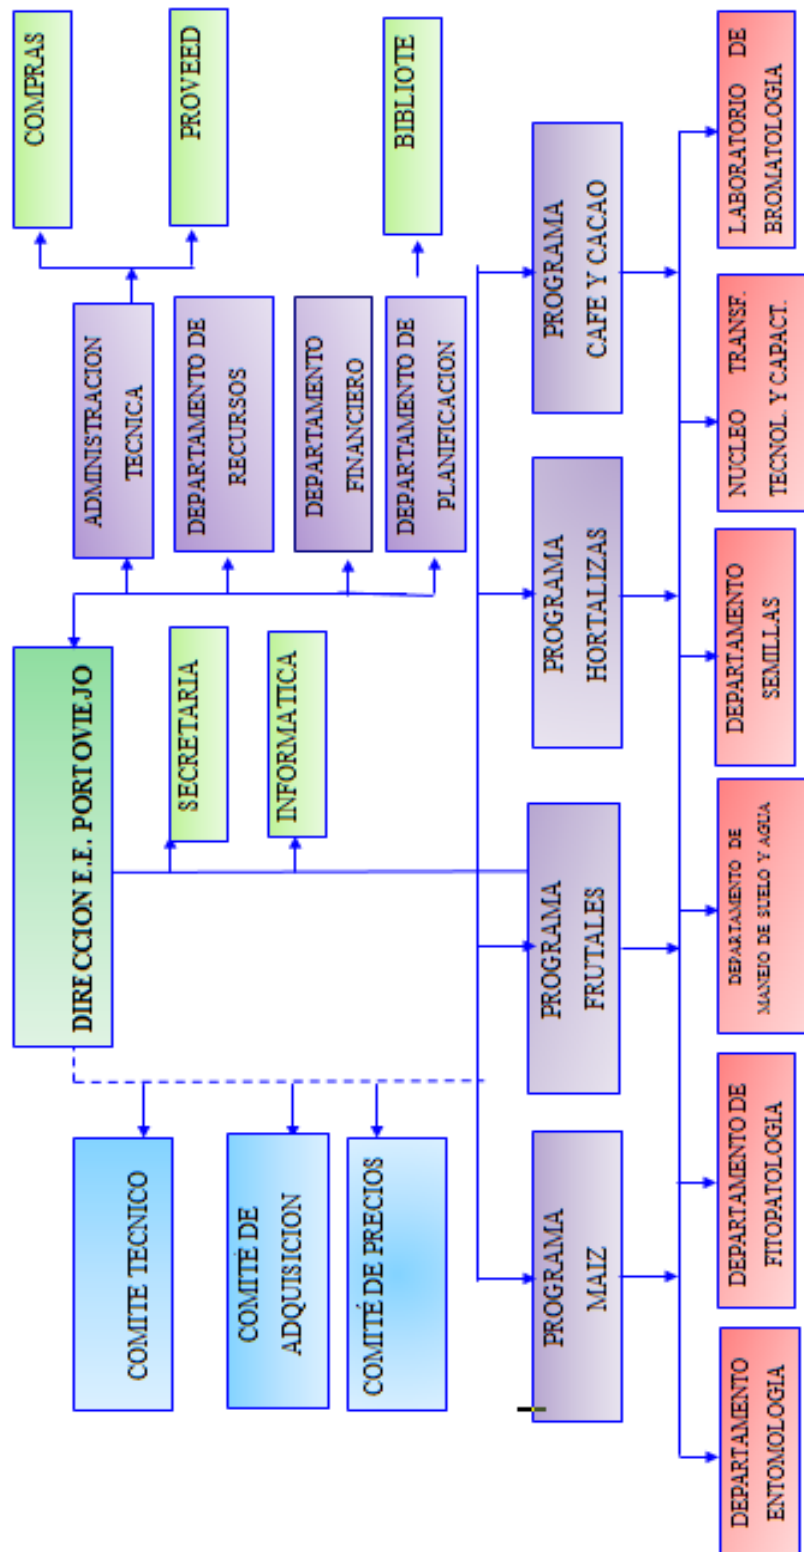 DIRECCION E.E. PORTOVIEJO
COMITE TECNICO
COMITÉ DE
ADQUISICION
COMITÉ DE PRECIOS
SECRETARIA
INFORMATICA
ADMINISTRACION
TECNICA
DEPARTAMENTO DE
RECURSOS
DEPARTAMENTO
FINANCIERO
DEPARTAMENTO DE
PLANIFICACION
COMPRAS
PROVEED
BIBLIOTE
PROGRAMA
MAIZ
PROGRAMA
FRUTALES
PROGRAMA
HORTALIZAS
PROGRAMA
CAFE Y CACAO
DEPARTAMENTO
ENTOMOLOGIA
DEPARTAMENTO DE
FITOPATOLOGIA
DEPARTAMENTO DE
MANEJO DE SUELO Y AGUA
DEPARTAMENTO
SEMILLAS
NUCLEO TRANSF.
TECNOL. Y CAPACT.
LABORATORIO DE
BROMATOLOGIA